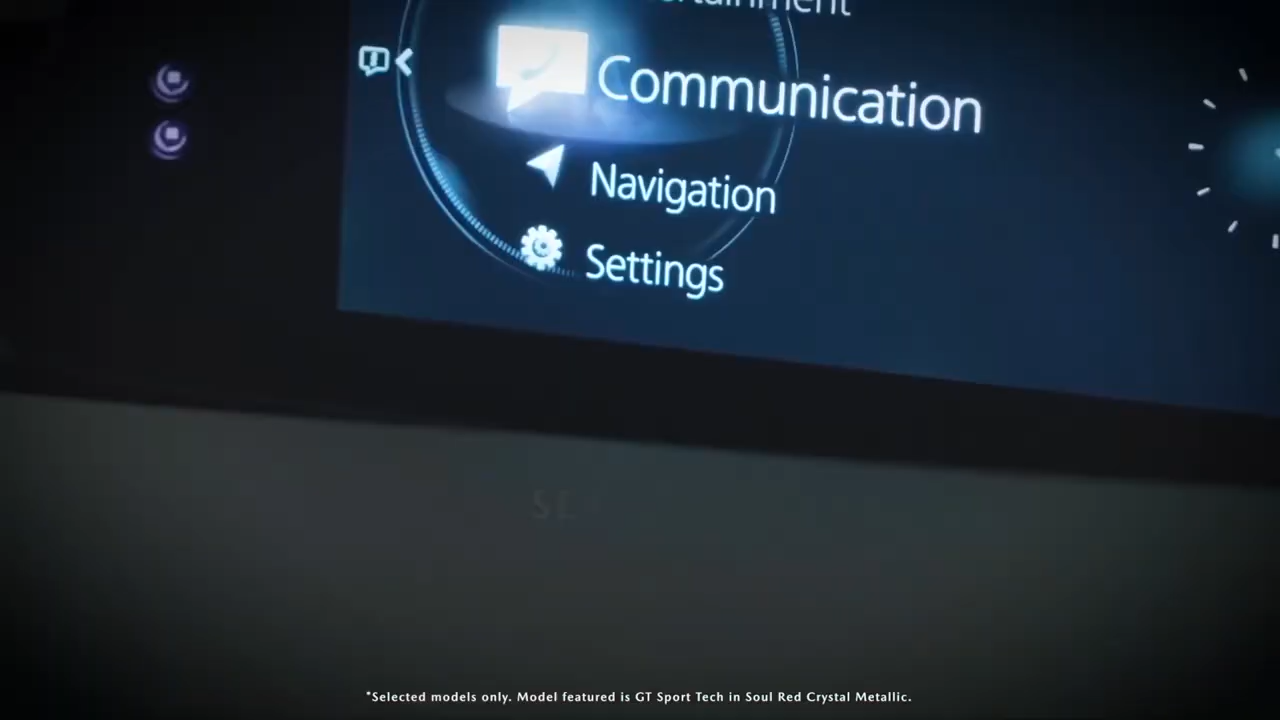 Communication
Navigation
Settings
*Selected models only. Model featured is GT Sport Tech in Soul Red Crystal Metallic.